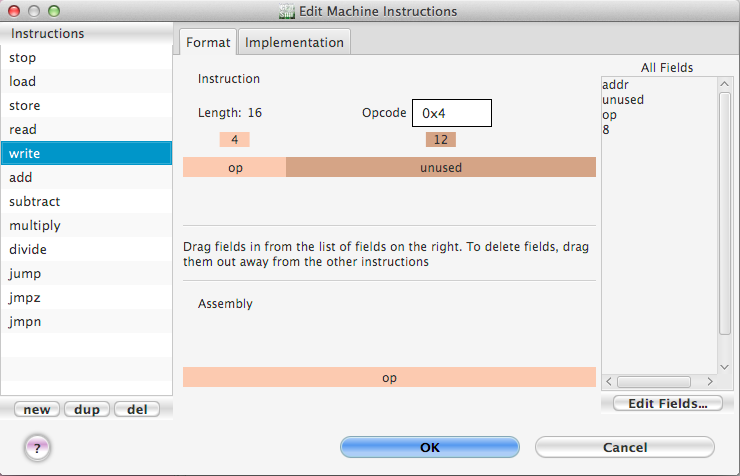 Edit Machine Instructions
Instructions
stop
load
store
read
write
add
subtract
multiply
divide
jump
jmpz
jmpn
new dup del
?
Format Implementation
Instruction
Length: 16 Opcode 0x4
4 12
op unused
Drag fields in from the list of fields on the right. To delete fields, drag
them out away from the other instructions
Assembly
op
All Fields
addr
unused
op
8
Edit Fields...
OK Cancel